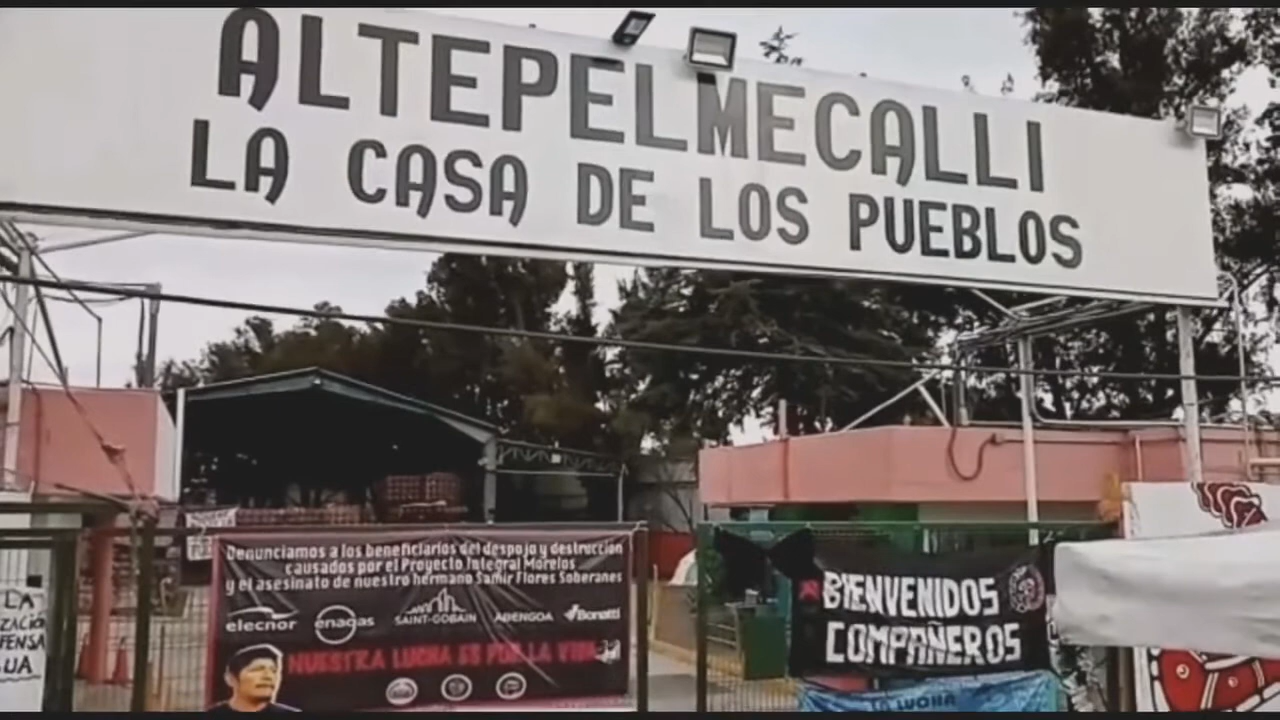 ALTEPELMECALLI
LA CASA DE LOS PUEBLOS
Denunciamos a los beneficiarios del despojo y destrucción
causados por el Proyecto Integral Morelos
y el asesinato de nuestro hermano Samir Flores Soberanes
elecnor enagas SAINT-GOBAIN ABENGOA Bonatti
NUESTRA LUCHA ES POR LA VIDA
BIENVENIDOS
COMPAÑEROS
LA LUCHA
LA